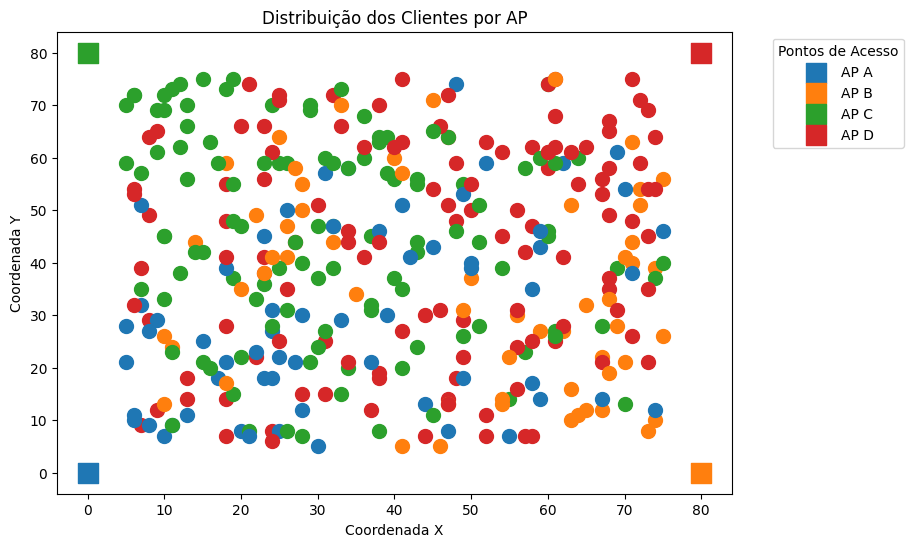 Distribuição dos Clientes por AP
Pontos de Acesso
AP A
AP B
AP C
AP D
Coordenada Y
80
70
60
50
40
30
20
10
0
0 10 20 30 40 50 60 70 80
Coordenada X